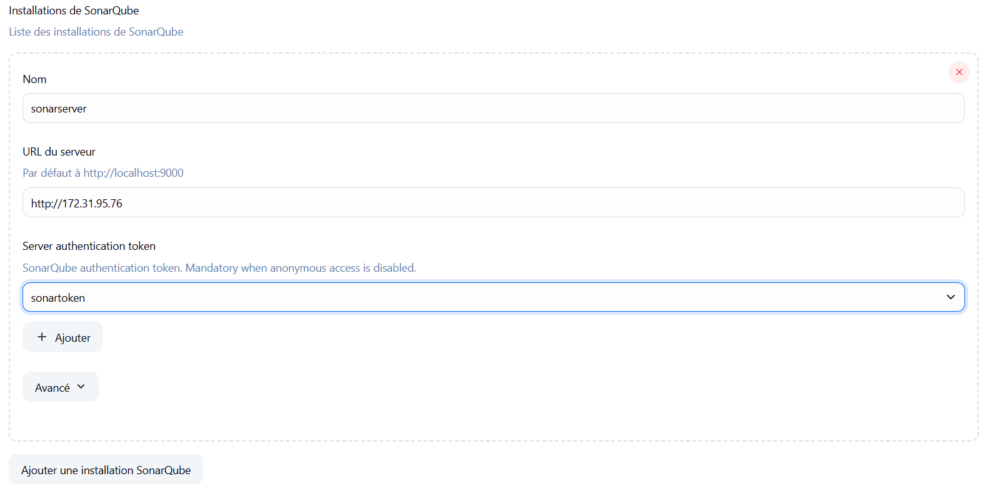 Installations de SonarQube
Liste des installations de SonarQube
Nom
sonarserver
URL du serveur
Par défaut à http://localhost:9000
http://172.31.95.76
Server authentication token
SonarQube authentication token. Mandatory when anonymous access is disabled.
sonartoken
+ Ajouter
Avancé
Ajouter une installation SonarQube